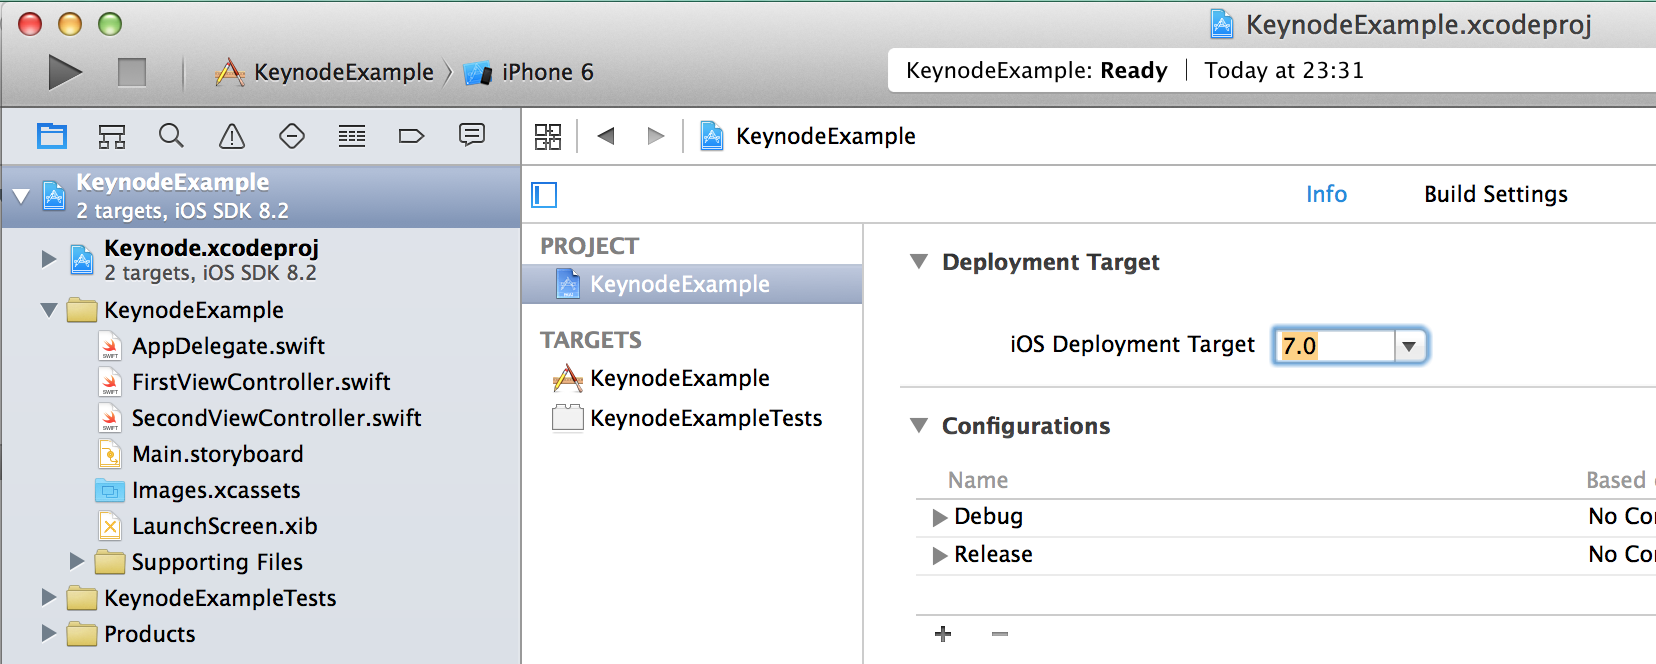 KeynodeExample.xcodeproj
KeynodeExample
iPhone 6
KeynodeExample: Ready
Today at 23:31
KeynodeExample
KeynodeExample
2 targets, iOS SDK 8.2
Keynode.xcodeproj
2 targets, iOS SDK 8.2
KeynodeExample
AppDelegate.swift
FirstViewController.swift
SecondViewController.swift
Main.storyboard
Images.xcassets
LaunchScreen.xib
Supporting Files
KeynodeExampleTests
Products
Info
Build Settings
PROJECT
KeynodeExample
TARGETS
KeynodeExample
KeynodeExampleTests
Deployment Target
iOS Deployment Target
7.0
Configurations
Name
Based
Debug
No Co
Release
No Co